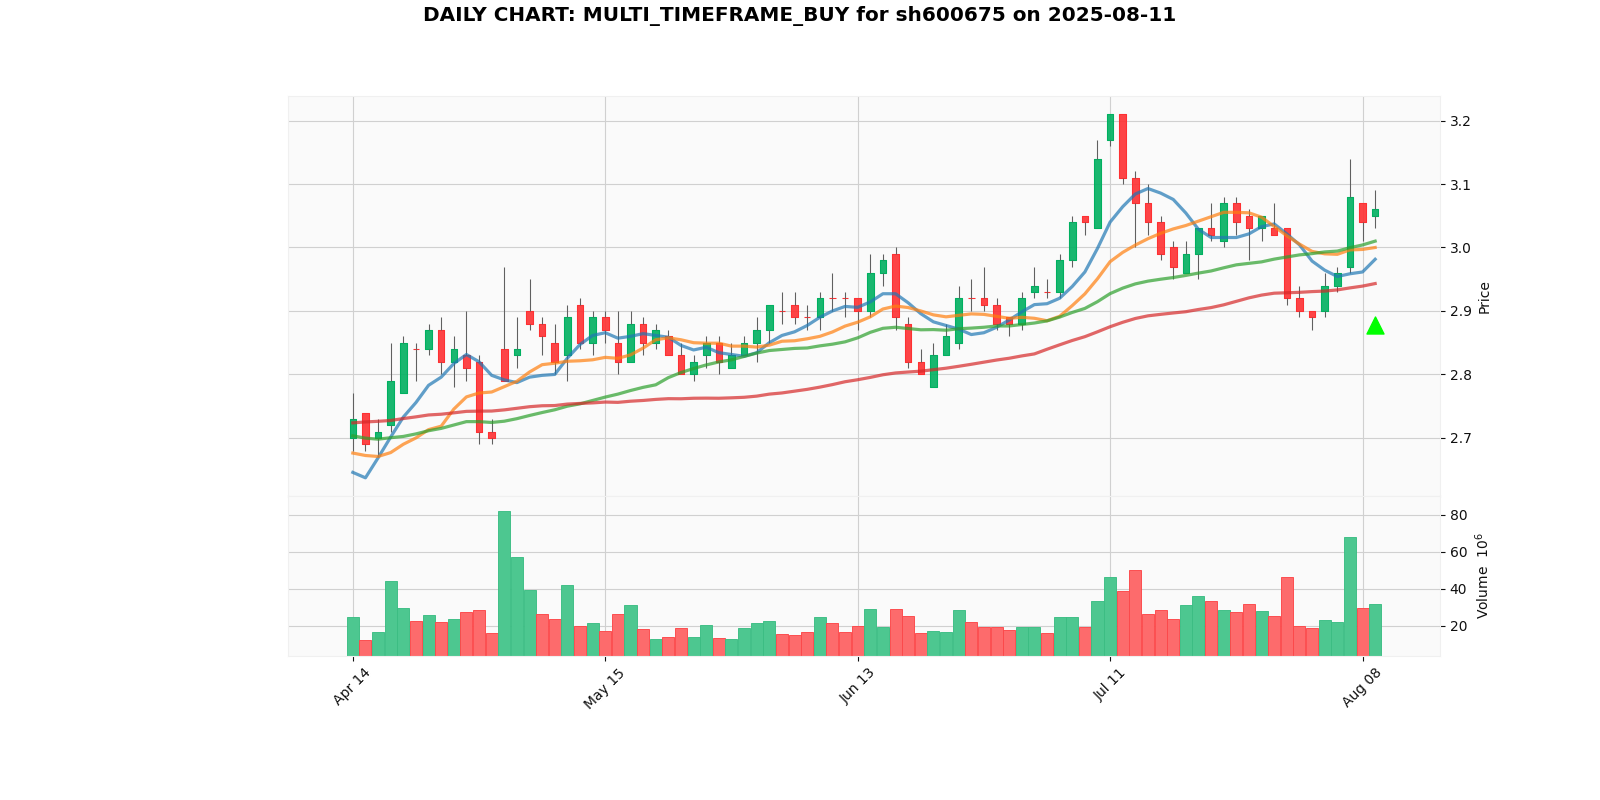 DAILY CHART: MULTI_TIMEFRAME_BUY for sh600675 on 2025-08-11
3.2
3.1
3.0
2.9
2.8
2.7
Price
80
60
40
20
Volume 10^6
Apr 14
May 15
Jun 13
Jul 11
Aug 08